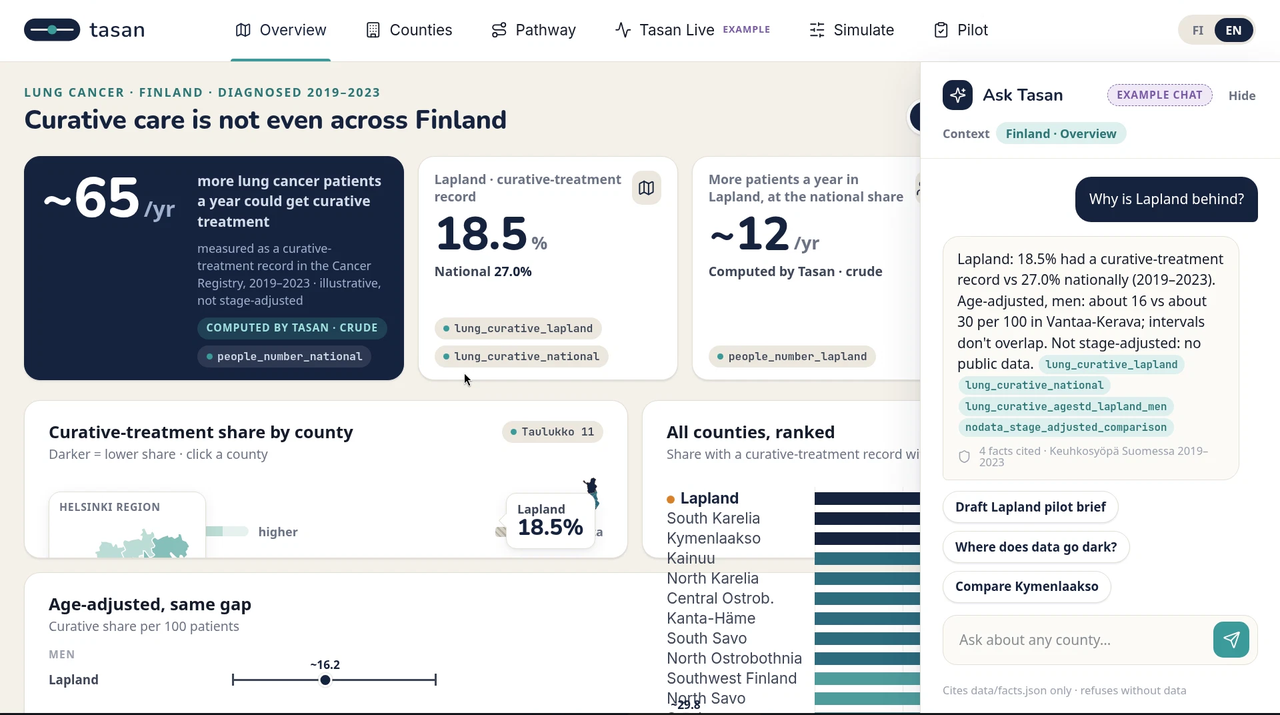 tasan
Overview
Counties
Pathway
Tasan Live EXAMPLE
Simulate
Pilot
FI EN
LUNG CANCER · FINLAND · DIAGNOSED 2019–2023
Curative care is not even across Finland
~65 /yr
more lung cancer patients
a year could get curative
treatment
measured as a curative-
treatment record in the Cancer
Registry, 2019–2023 · illustrative,
not stage-adjusted
COMPUTED BY TASAN · CRUDE
people_number_national
Lapland · curative-treatment
record
18.5 %
National 27.0%
lung_curative_lapland
lung_curative_national
More patients a year in
Lapland, at the national share
~12 /yr
Computed by Tasan · crude
people_number_lapland
Curative-treatment share by county
Taulukko 11
Darker = lower share · click a county
HELSINKI REGION
higher
Lapland
18.5%
a
All counties, ranked
Share with a curative-treatment record wi
Lapland
South Karelia
Kymenlaakso
Kainuu
North Karelia
Central Ostrob.
Kanta-Häme
South Savo
North Ostrobothnia
Southwest Finland
North Savo
~29.8
Age-adjusted, same gap
Curative share per 100 patients
MEN
Lapland
~16.2
Ask Tasan
EXAMPLE CHAT
Hide
Context Finland · Overview
Why is Lapland behind?
Lapland: 18.5% had a curative-treatment
record vs 27.0% nationally (2019–2023).
Age-adjusted, men: about 16 vs about
30 per 100 in Vantaa-Kerava; intervals
don't overlap. Not stage-adjusted: no
public data. lung_curative_lapland
lung_curative_national
lung_curative_agestd_lapland_men
nodata_stage_adjusted_comparison
4 facts cited · Keuhkosyöpä Suomessa 2019–
2023
Draft Lapland pilot brief
Where does data go dark?
Compare Kymenlaakso
Ask about any county...
Cites data/facts.json only · refuses without data